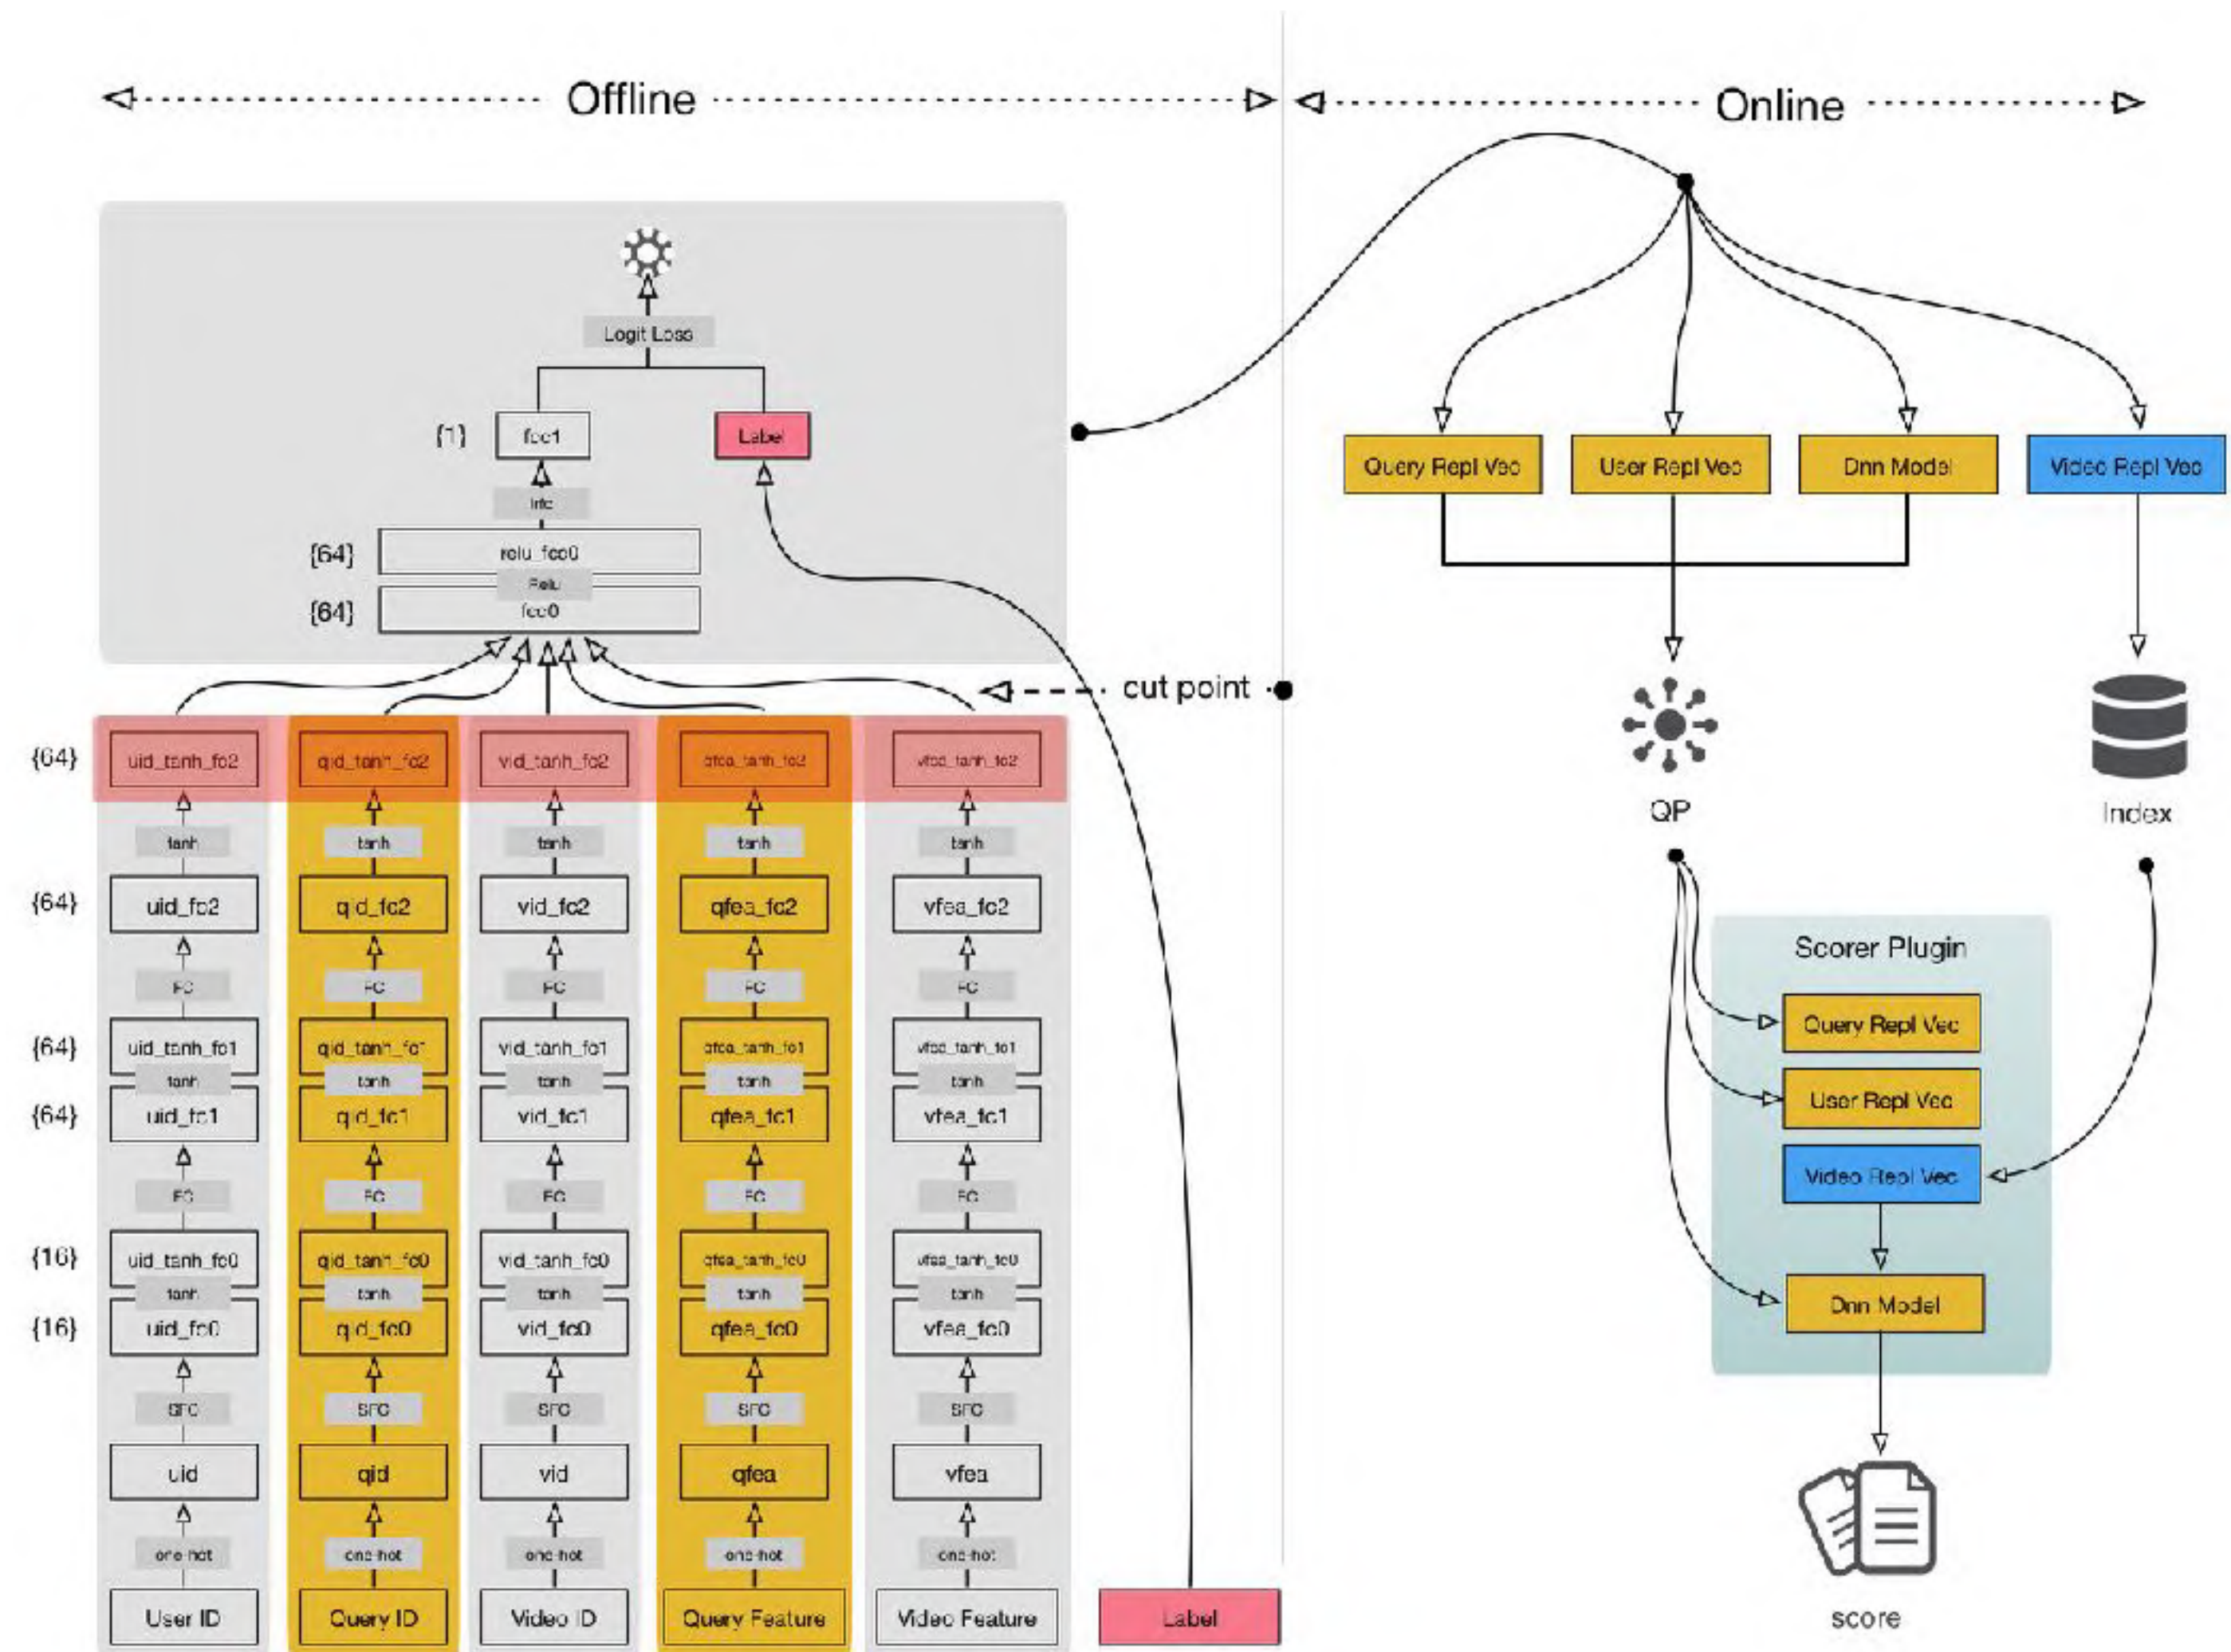 Offline
Online
Logit Loss
{1}
fcc1
Label
{64}
relu_fcc0
Relu
{64}
fcc0
Query Repl Vec
User Repl Vec
Dnn Model
Video Repl Vec
cut point
{64}
uid_tanh_fc2
qid_tanh_fc2
vid_tanh_fc2
qfea_tanh_fc2
vfea_tanh_fc2
tanh
tanh
tanh
tanh
tanh
QP
Index
{64}
uid_fc2
qid_fc2
vid_fc2
qfea_fc2
vfea_fc2
Scorer Plugin
FC
FC
FC
FC
FC
Query Repl Vec
{64}
uid_tanh_fc1
qid_tanh_fc1
vid_tanh_fc1
qfea_tanh_fc1
vfea_tanh_fc1
tanh
tanh
tanh
tanh
tanh
User Repl Vec
{64}
uid_fc1
qid_fc1
vid_fc1
qfea_fc1
vfea_fc1
Video Repl Vec
FC
FC
FC
FC
FC
{16}
uid_tanh_fc0
qid_tanh_fc0
vid_tanh_fc0
qfea_tanh_fc0
vfea_tanh_fc0
tanh
tanh
tanh
tanh
tanh
Dnn Model
{16}
uid_fc0
qid_fc0
vid_fc0
qfea_fc0
vfea_fc0
SFC
SFC
SFC
SFC
SFC
uid
qid
vid
qfea
vfea
one-hot
one-hot
one-hot
one-hot
one-hot
User ID
Query ID
Video ID
Query Feature
Video Feature
Label
score